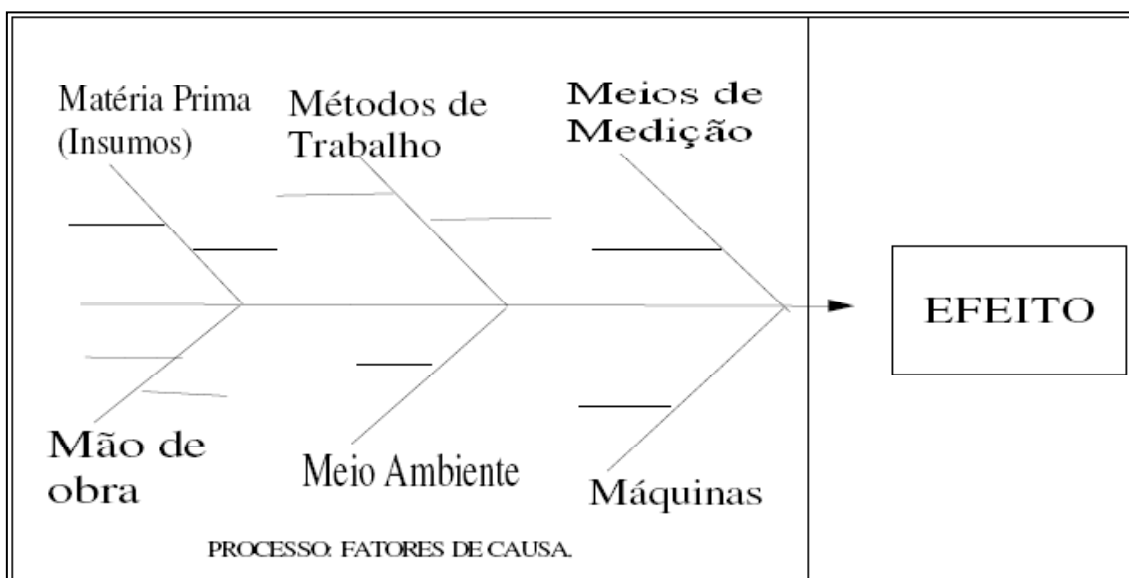 Matéria Prima
(Insumos)
Métodos de
Trabalho
Meios de
Medição
EFEITO
Mão de
obra
Meio Ambiente
Máquinas
PROCESSO: FATORES DE CAUSA.